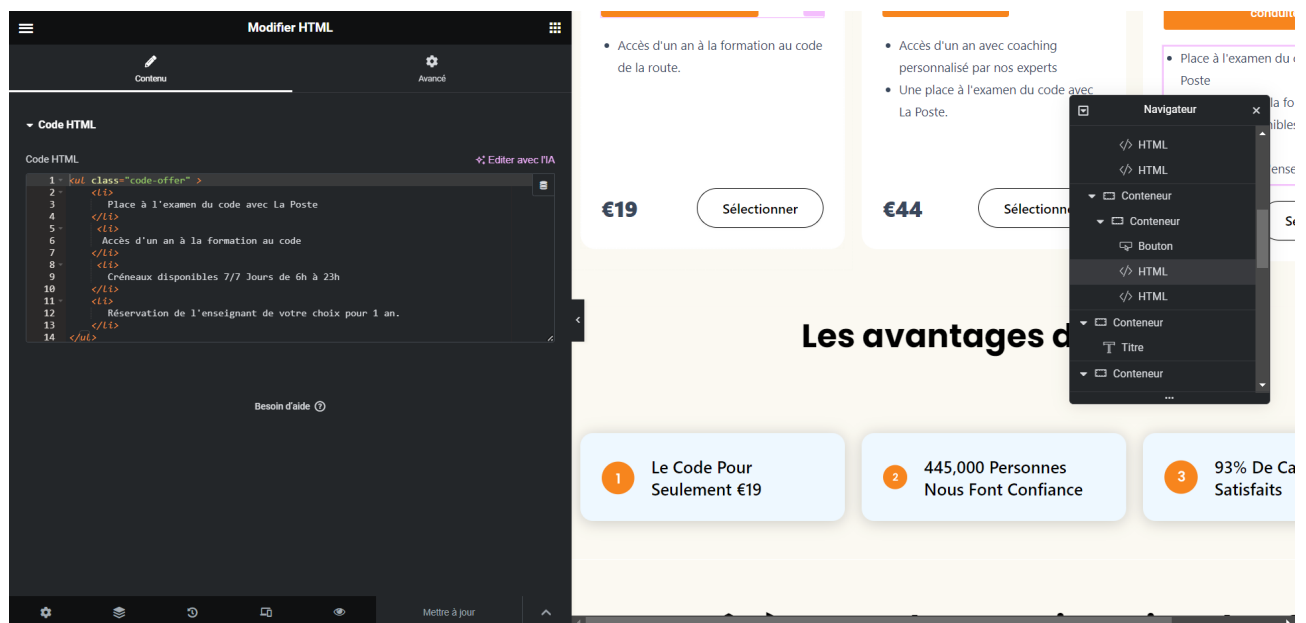 Modifier HTML
Contenu
Avancé
Code HTML
Code HTML
Editer avec l'IA
1 <ul class="code-offer" >
2 <li>
3 Place à l'examen du code avec La Poste
4 </li>
5 <li>
6 Accès d'un an à la formation au code
7 </li>
8 <li>
9 Créneaux disponibles 7/7 Jours de 6h à 23h
10 </li>
11 <li>
12 Réservation de l'enseignant de votre choix pour 1 an.
13 </li>
14 </ul>
Besoin d'aide ?
Mettre à jour
Accès d'un an à la formation au code
de la route.
€19
Sélectionner
Accès d'un an avec coaching
personnalisé par nos experts
Une place à l'examen du code avec
La Poste.
€44
Sélectionn
conduite
Place à l'examen du
Poste
Navigateur
HTML
HTML
Conteneur
Conteneur
Bouton
HTML
HTML
Conteneur
Titre
Conteneur
Les avantages d
1
Le Code Pour
Seulement €19
2
445,000 Personnes
Nous Font Confiance
3
93% De Ca
Satisfaits